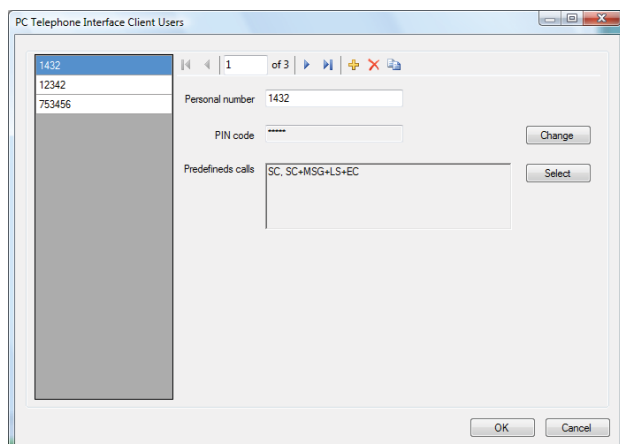 PC Telephone Interface Client Users
1432
12342
753456
1 of 3
Personal number 1432
PIN code *****
Change
Predefineds calls SC, SC+MSG+LS+EC
Select
OK Cancel